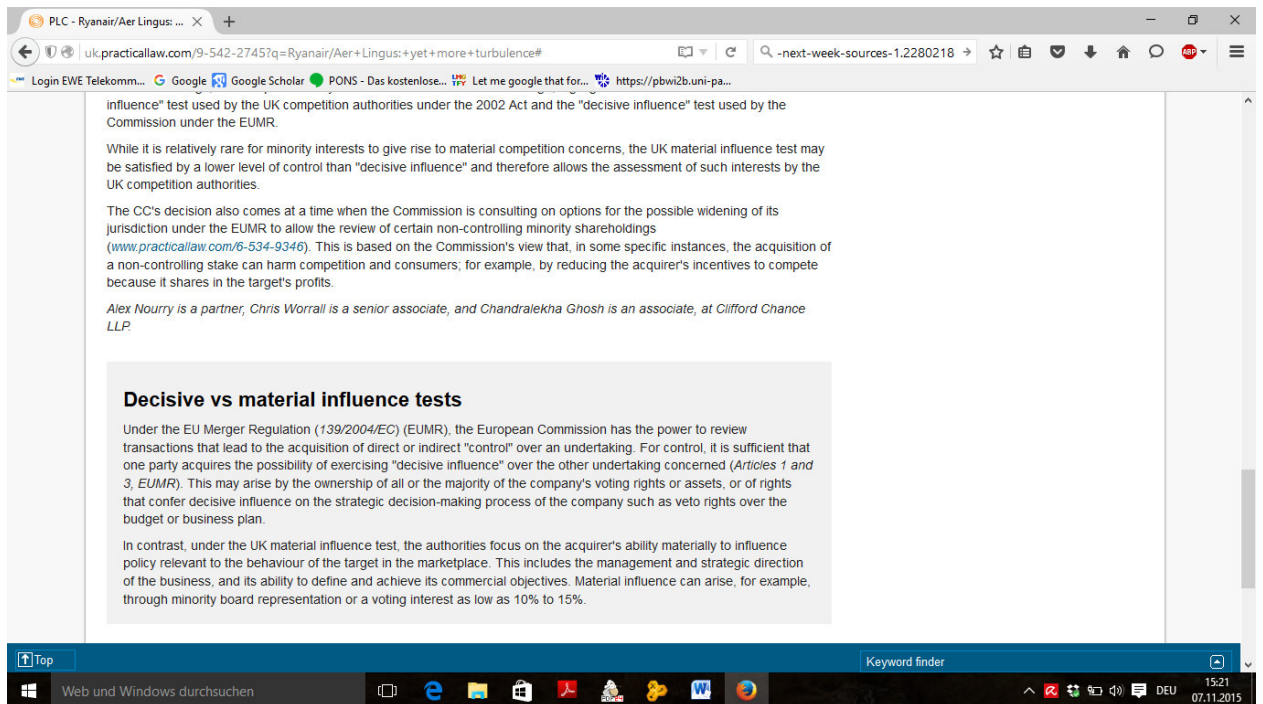 PLC - Ryanair/Aer Lingus: ...
uk.practicallaw.com/9-542-2745?q=Ryanair/Aer+Lingus:+yet+more+turbulence#
-next-week-sources-1.2280218
ABP
Login EWE Telekomm... Google Google Scholar PONS - Das kostenlose... Let me google that for... https://pbwi2b.uni-pa...
influence" test used by the UK competition authorities under the 2002 Act and the "decisive influence" test used by the
Commission under the EUMR.
While it is relatively rare for minority interests to give rise to material competition concerns, the UK material influence test may
be satisfied by a lower level of control than "decisive influence" and therefore allows the assessment of such interests by the
UK competition authorities.
The CC's decision also comes at a time when the Commission is consulting on options for the possible widening of its
jurisdiction under the EUMR to allow the review of certain non-controlling minority shareholdings
(www.practicallaw.com/6-534-9346). This is based on the Commission's view that, in some specific instances, the acquisition of
a non-controlling stake can harm competition and consumers; for example, by reducing the acquirer's incentives to compete
because it shares in the target's profits.
Alex Nourry is a partner, Chris Worrall is a senior associate, and Chandralekha Ghosh is an associate, at Clifford Chance
LLP.
Decisive vs material influence tests
Under the EU Merger Regulation (139/2004/EC) (EUMR), the European Commission has the power to review
transactions that lead to the acquisition of direct or indirect "control" over an undertaking. For control, it is sufficient that
one party acquires the possibility of exercising "decisive influence" over the other undertaking concerned (Articles 1 and
3, EUMR). This may arise by the ownership of all or the majority of the company's voting rights or assets, or of rights
that confer decisive influence on the strategic decision-making process of the company such as veto rights over the
budget or business plan.
In contrast, under the UK material influence test, the authorities focus on the acquirer's ability materially to influence
policy relevant to the behaviour of the target in the marketplace. This includes the management and strategic direction
of the business, and its ability to define and achieve its commercial objectives. Material influence can arise, for example,
through minority board representation or a voting interest as low as 10% to 15%.
Top
Keyword finder
Web und Windows durchsuchen
DEU
15:21
07.11.2015